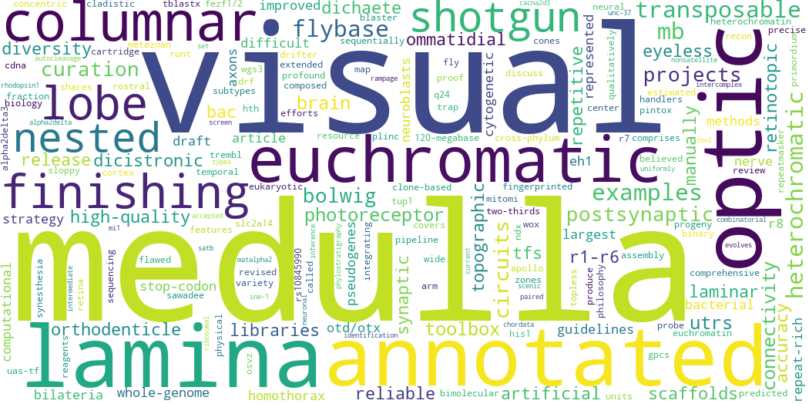 concentric cladistic tblastx fezf1/2 improved dichaete cacna2d3 unc-37
columnar shotgun transposable
metazoan set blaster neural heterochromatin precise
cdna cartridge runt flybase difficult sequentially cones qualitatively recon
diversity drifter ommatidial mb
autocleavage wgs3 extended map fly cytogenetic eyeless nonsatellite
curation axons drf profound rampage proof discuss represented projects
rhodopsin1 shares rostral subtypes composed q24 estimated intercomplex
fraction hth brain neuroblasts trap repetitive center handlers
visual optic
lobe bac efforts screen pintox methods retinotopic primordium
biology alpha2delta3 nested draft article resource plinc 120-megabase cross-phylum r7 comprises manually
alpha2delta dicistronic cortex types temporal eh1 believed nerve repeatmasker
release trembl euchromatic uniformly review heterochromatic
sloppy eukaryotic clone-based fingerprinted
finishing bolwig tup1 mitomi two-thirds examples progeny combinatorial
strategy high-quality slc2a14 photoreceptor covers wox postsynaptic binary r8 evolves
accepted features topographic ndx largest
medulla
mi1 satb pseudogenes pipeline tfs zones assembly comprehensive
flawed revised inference phylostratigraphy integrating wide apollo r1-r6 laminar
synesthesia intermediate retina stop-codon called variety rs10845990 synaptic current circuits scenic produce bacterial
computational sequencing sawadee matalpha2 ine-1 arm paired topless philosophy connectivity accuracy
orthodenticle libraries otd/otx toolbox chordata guidelines utrs
lamina annotated
physical neuronal identification his1 probe euchromatin
reagents ribosomal osvz scaffolds
uas-tf gpcs repeat-rich
bilateria whole-genome homothorax reliable bimolecular artificial units predicted